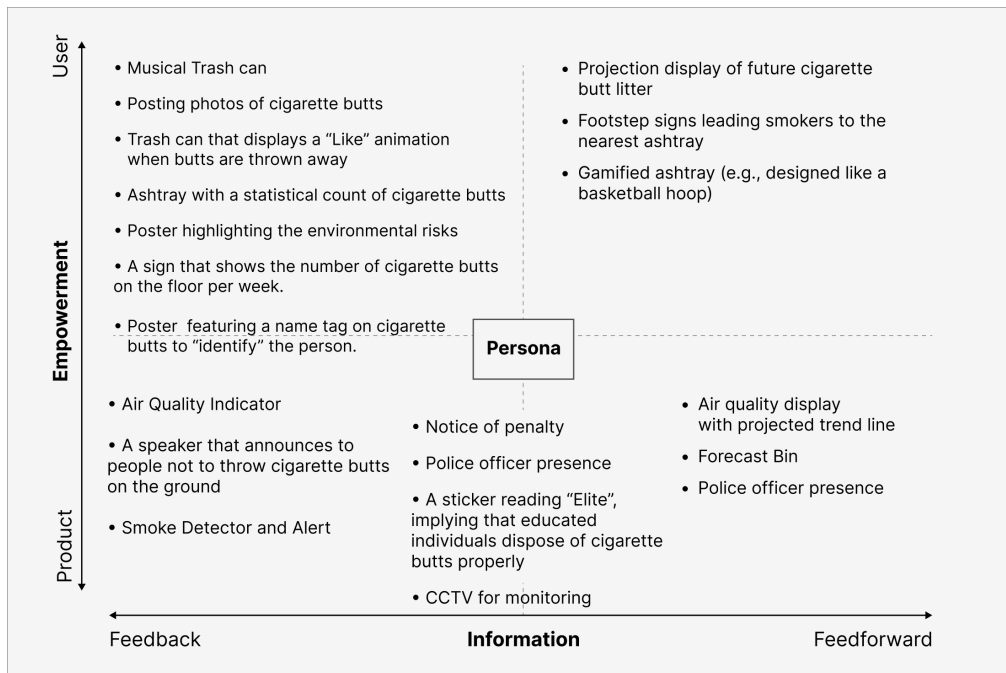 User
Empowerment
Product
• Musical Trash can
• Posting photos of cigarette butts
• Trash can that displays a “Like” animation
when butts are thrown away
• Ashtray with a statistical count of cigarette butts
• Poster highlighting the environmental risks
• A sign that shows the number of cigarette butts
on the floor per week.
• Poster  featuring a name tag on cigarette
butts to “identify” the person.
• Projection display of future cigarette
butt litter
• Footstep signs leading smokers to the
nearest ashtray
• Gamified ashtray (e.g., designed like a
basketball hoop)
Persona
• Air Quality Indicator
• A speaker that announces to
people not to throw cigarette butts
on the ground
• Smoke Detector and Alert
• Notice of penalty
• Police officer presence
• A sticker reading “Elite”,
implying that educated
individuals dispose of cigarette
butts properly
• CCTV for monitoring
• Air quality display
with projected trend line
• Forecast Bin
• Police officer presence
Feedback
Information
Feedforward